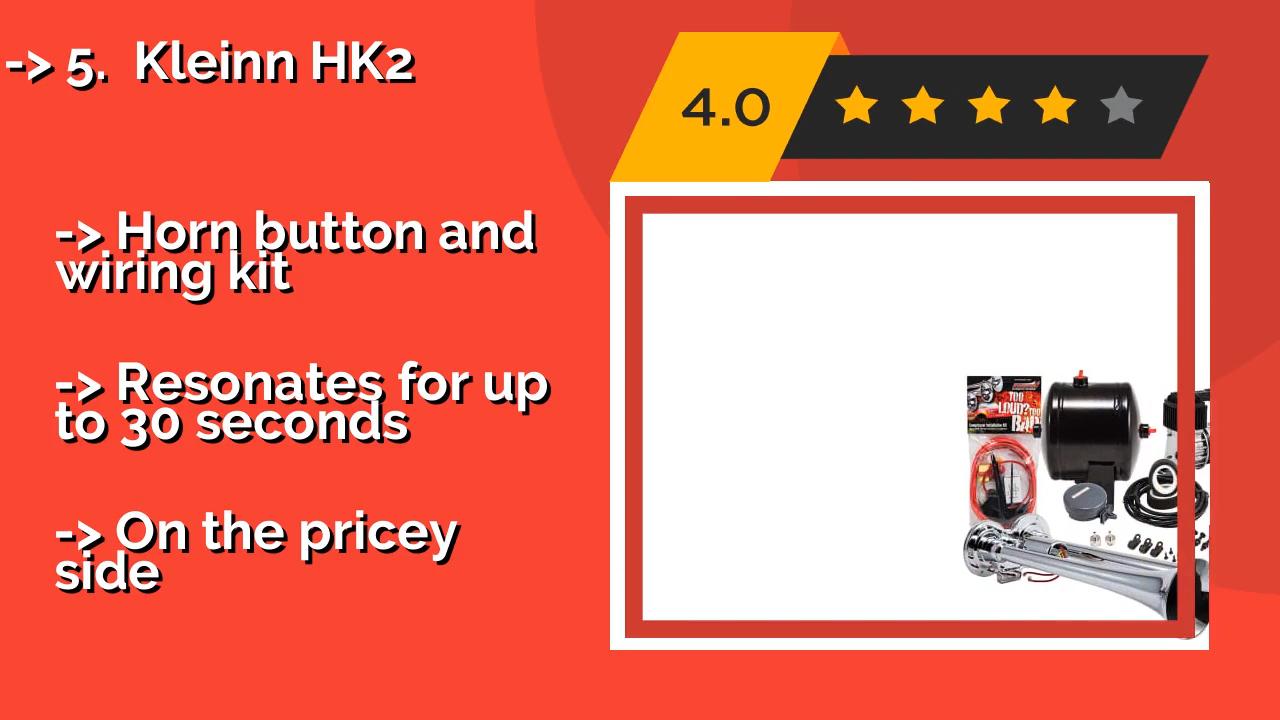 -> 5.  Kleinn HK2
4.0
-> Horn button and
wiring kit
-> Resonates for up
to 30 seconds
-> On the pricey
side
TOO
LOUD? TOO
BAD